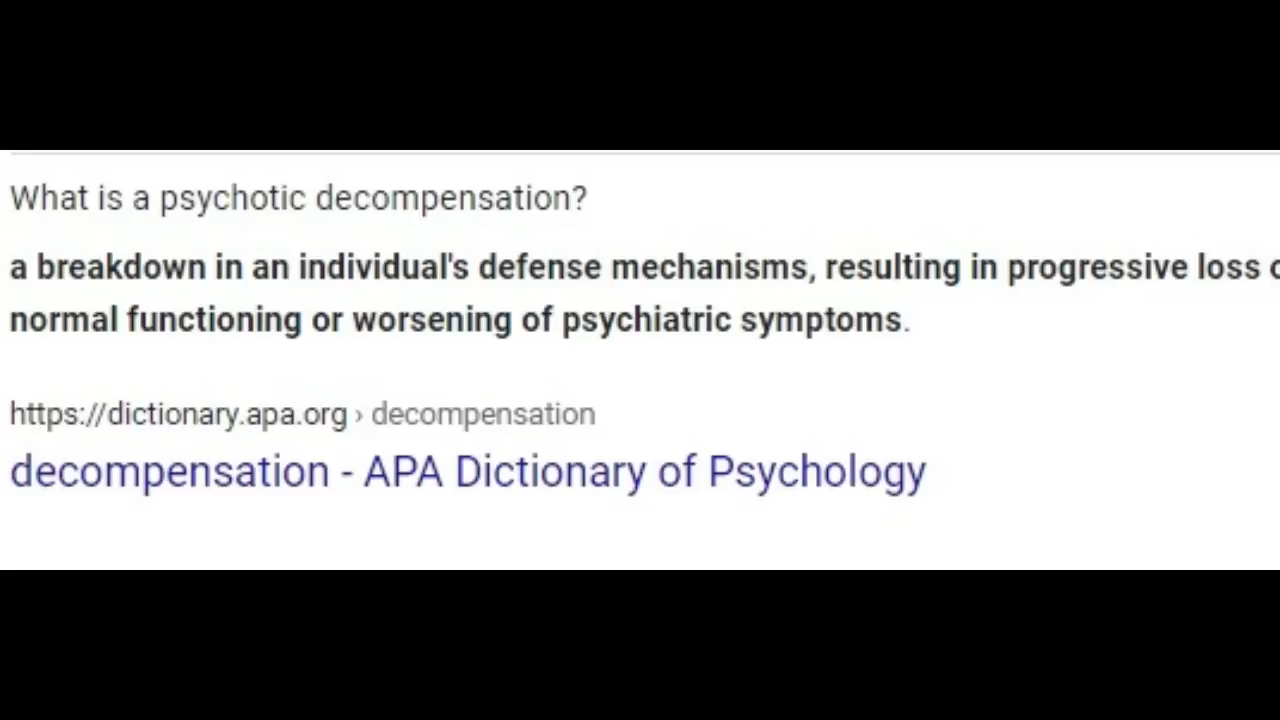 What is a psychotic decompensation?
a breakdown in an individual's defense mechanisms, resulting in progressive loss
normal functioning or worsening of psychiatric symptoms.
https://dictionary.apa.org › decompensation
decompensation - APA Dictionary of Psychology